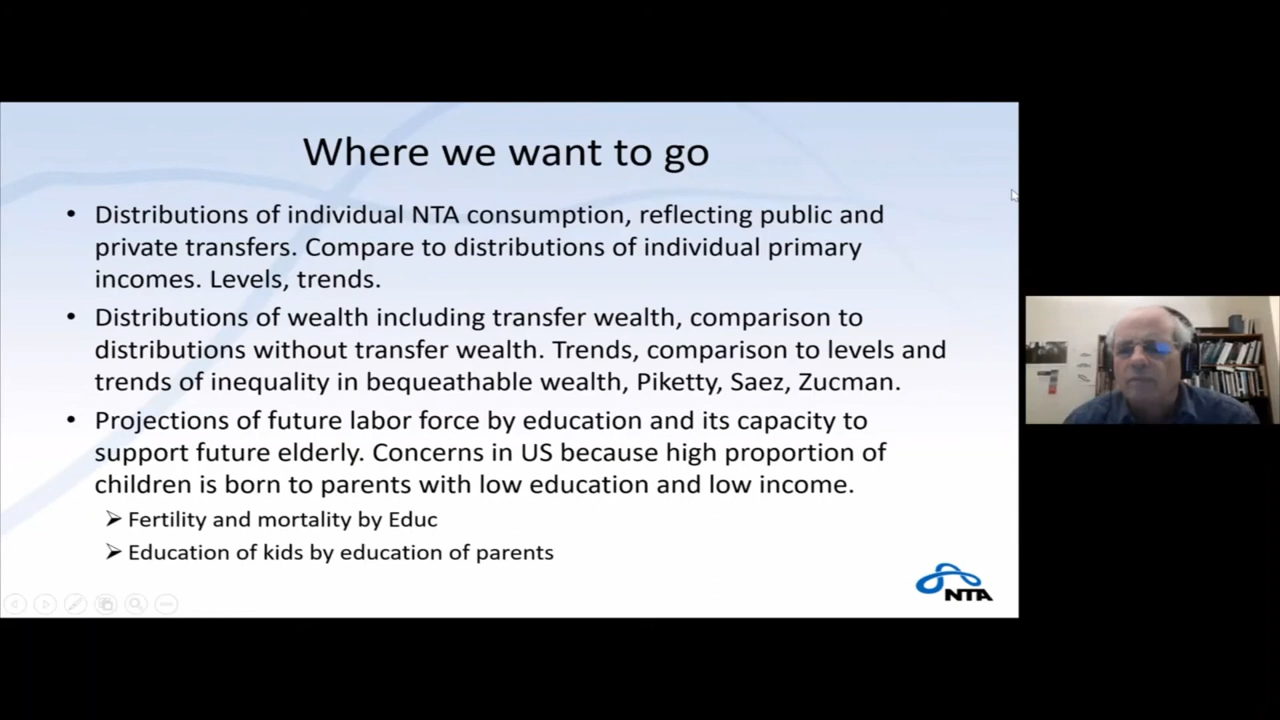 Where we want to go
• Distributions of individual NTA consumption, reflecting public and
private transfers. Compare to distributions of individual primary
incomes. Levels, trends.
• Distributions of wealth including transfer wealth, comparison to
distributions without transfer wealth. Trends, comparison to levels and
trends of inequality in bequeathable wealth, Piketty, Saez, Zucman.
• Projections of future labor force by education and its capacity to
support future elderly. Concerns in US because high proportion of
children is born to parents with low education and low income.
➢ Fertility and mortality by Educ
➢ Education of kids by education of parents
NTA